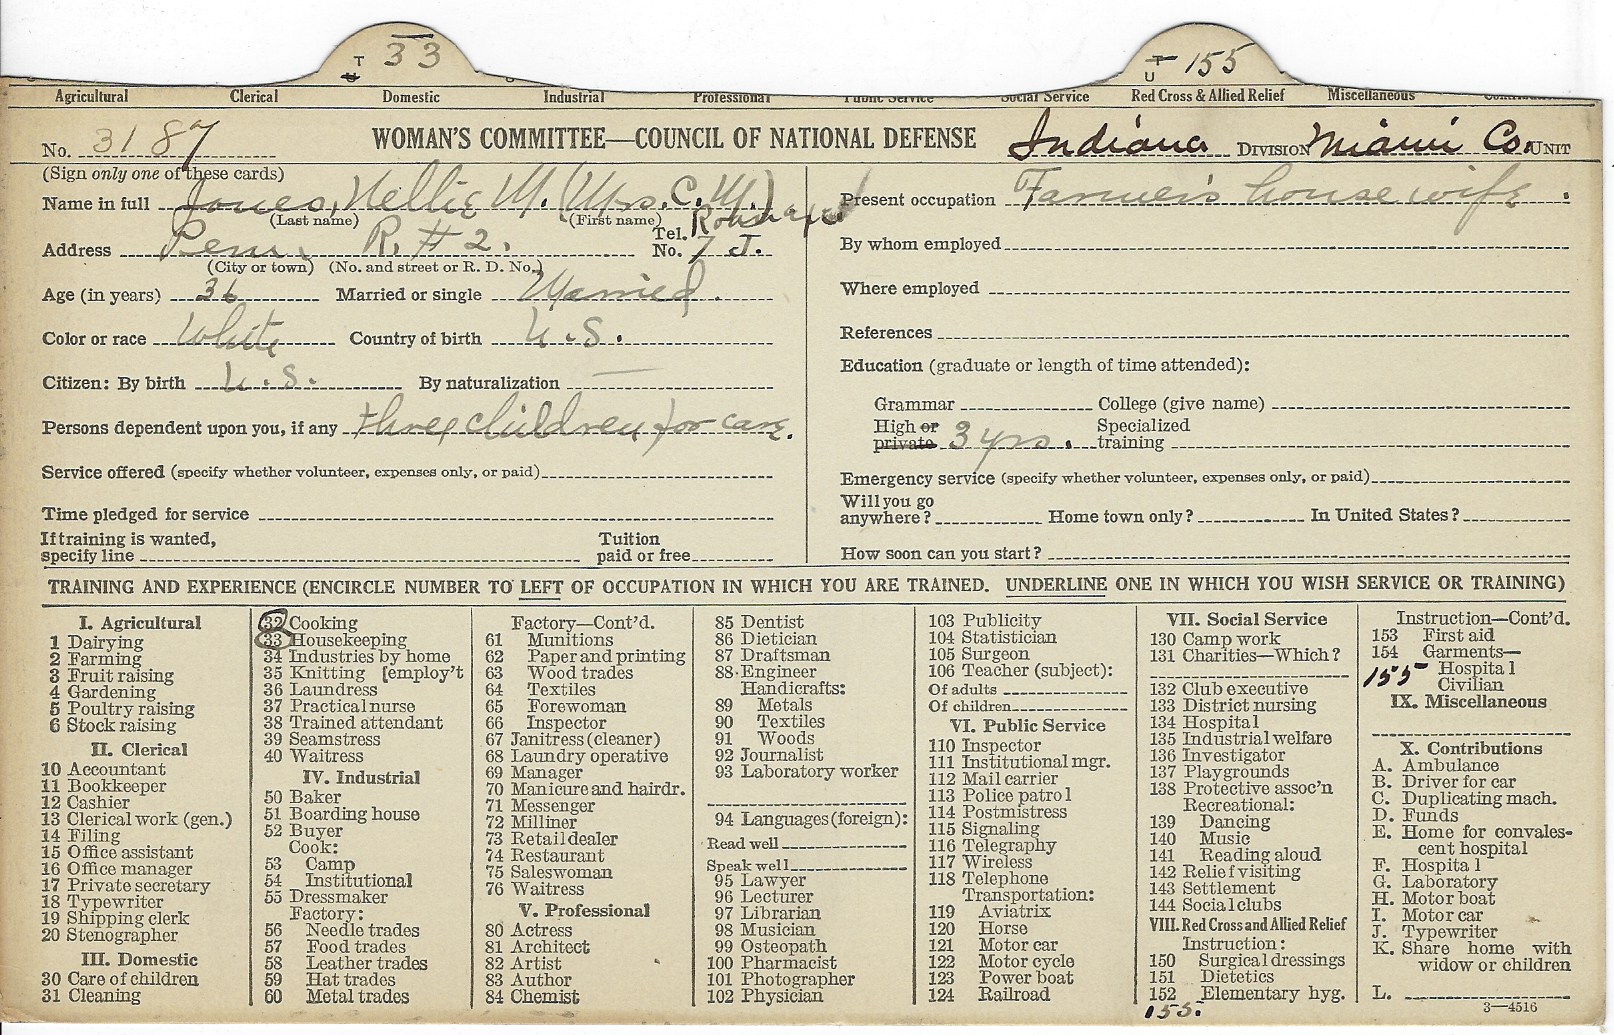 T 33
T U 155
Agricultural Clerical Domestic Industrial Professional Public Service Social Service Red Cross & Allied Relief Miscellaneous
No. 3187 WOMAN'S COMMITTEE—COUNCIL OF NATIONAL DEFENSE Indiana DIVISION Miami Co. UNIT
(Sign only one of these cards)
Name in full Jones, Nellie M. (Mrs. C. M.)
(Last name) (First name)
Address Peru, R. #2. Tel. No. 7 J.
(City or town) (No. and street or R. D. No.)
Age (in years) 36 Married or single Married.
Color or race White Country of birth U.S.
Citizen: By birth U.S. By naturalization —
Persons dependent upon you, if any three children for care.
Service offered (specify whether volunteer, expenses only, or paid)
Time pledged for service
If training is wanted,
specify line
Tuition
paid or free
Present occupation Farmer's house wife.
By whom employed
Where employed
References
Education (graduate or length of time attended):
Grammar College (give name)
High or private 3 yrs. Specialized training
Emergency service (specify whether volunteer, expenses only, or paid)
Will you go
anywhere? Home town only? In United States?
How soon can you start?
TRAINING AND EXPERIENCE (ENCIRCLE NUMBER TO LEFT OF OCCUPATION IN WHICH YOU ARE TRAINED. UNDERLINE ONE IN WHICH YOU WISH SERVICE OR TRAINING)
I. Agricultural
1 Dairying
2 Farming
3 Fruit raising
4 Gardening
5 Poultry raising
6 Stock raising
II. Clerical
10 Accountant
11 Bookkeeper
12 Cashier
13 Clerical work (gen.)
14 Filing
15 Office assistant
16 Office manager
17 Private secretary
18 Typewriter
19 Shipping clerk
20 Stenographer
III. Domestic
30 Care of children
31 Cleaning
32 Cooking
33 Housekeeping
34 Industries by home
35 Knitting [employ't
36 Laundress
37 Practical nurse
38 Trained attendant
39 Seamstress
40 Waitress
IV. Industrial
50 Baker
51 Boarding house
52 Buyer
Cook:
53 Camp
54 Institutional
55 Dressmaker
Factory:
56 Needle trades
57 Food trades
58 Leather trades
59 Hat trades
60 Metal trades
Factory—Cont'd.
61 Munitions
62 Paper and printing
63 Wood trades
64 Textiles
65 Forewoman
66 Inspector
67 Janitress (cleaner)
68 Laundry operative
69 Manager
70 Manicure and hairdr.
71 Messenger
72 Milliner
73 Retail dealer
74 Restaurant
75 Saleswoman
76 Waitress
V. Professional
80 Actress
81 Architect
82 Artist
83 Author
84 Chemist
85 Dentist
86 Dietician
87 Draftsman
88 Engineer
Handicrafts:
89 Metals
90 Textiles
91 Woods
92 Journalist
93 Laboratory worker
94 Languages (foreign):
Read well
Speak well
95 Lawyer
96 Lecturer
97 Librarian
98 Musician
99 Osteopath
100 Pharmacist
101 Photographer
102 Physician
103 Publicity
104 Statistician
105 Surgeon
106 Teacher (subject):
Of adults
Of children
VI. Public Service
110 Inspector
111 Institutional mgr.
112 Mail carrier
113 Police patrol
114 Postmistress
115 Signaling
116 Telegraphy
117 Wireless
118 Telephone
Transportation:
119 Aviatrix
120 Horse
121 Motor car
122 Motor cycle
123 Power boat
124 Railroad
VII. Social Service
130 Camp work
131 Charities—Which?
132 Club executive
133 District nursing
134 Hospital
135 Industrial welfare
136 Investigator
137 Playgrounds
138 Protective assoc'n
Recreational:
139 Dancing
140 Music
141 Reading aloud
142 Relief visiting
143 Settlement
144 Social clubs
VIII. Red Cross and Allied Relief
Instruction:
150 Surgical dressings
151 Dietetics
152 Elementary hyg.
155.
Instruction—Cont'd.
153 First aid
154 Garments—
155 Hospital
Civilian
IX. Miscellaneous
X. Contributions
A. Ambulance
B. Driver for car
C. Duplicating mach.
D. Funds
E. Home for convales-
cent hospital
F. Hospital
G. Laboratory
H. Motor boat
I. Motor car
J. Typewriter
K. Share home with
widow or children
L.
3—4516